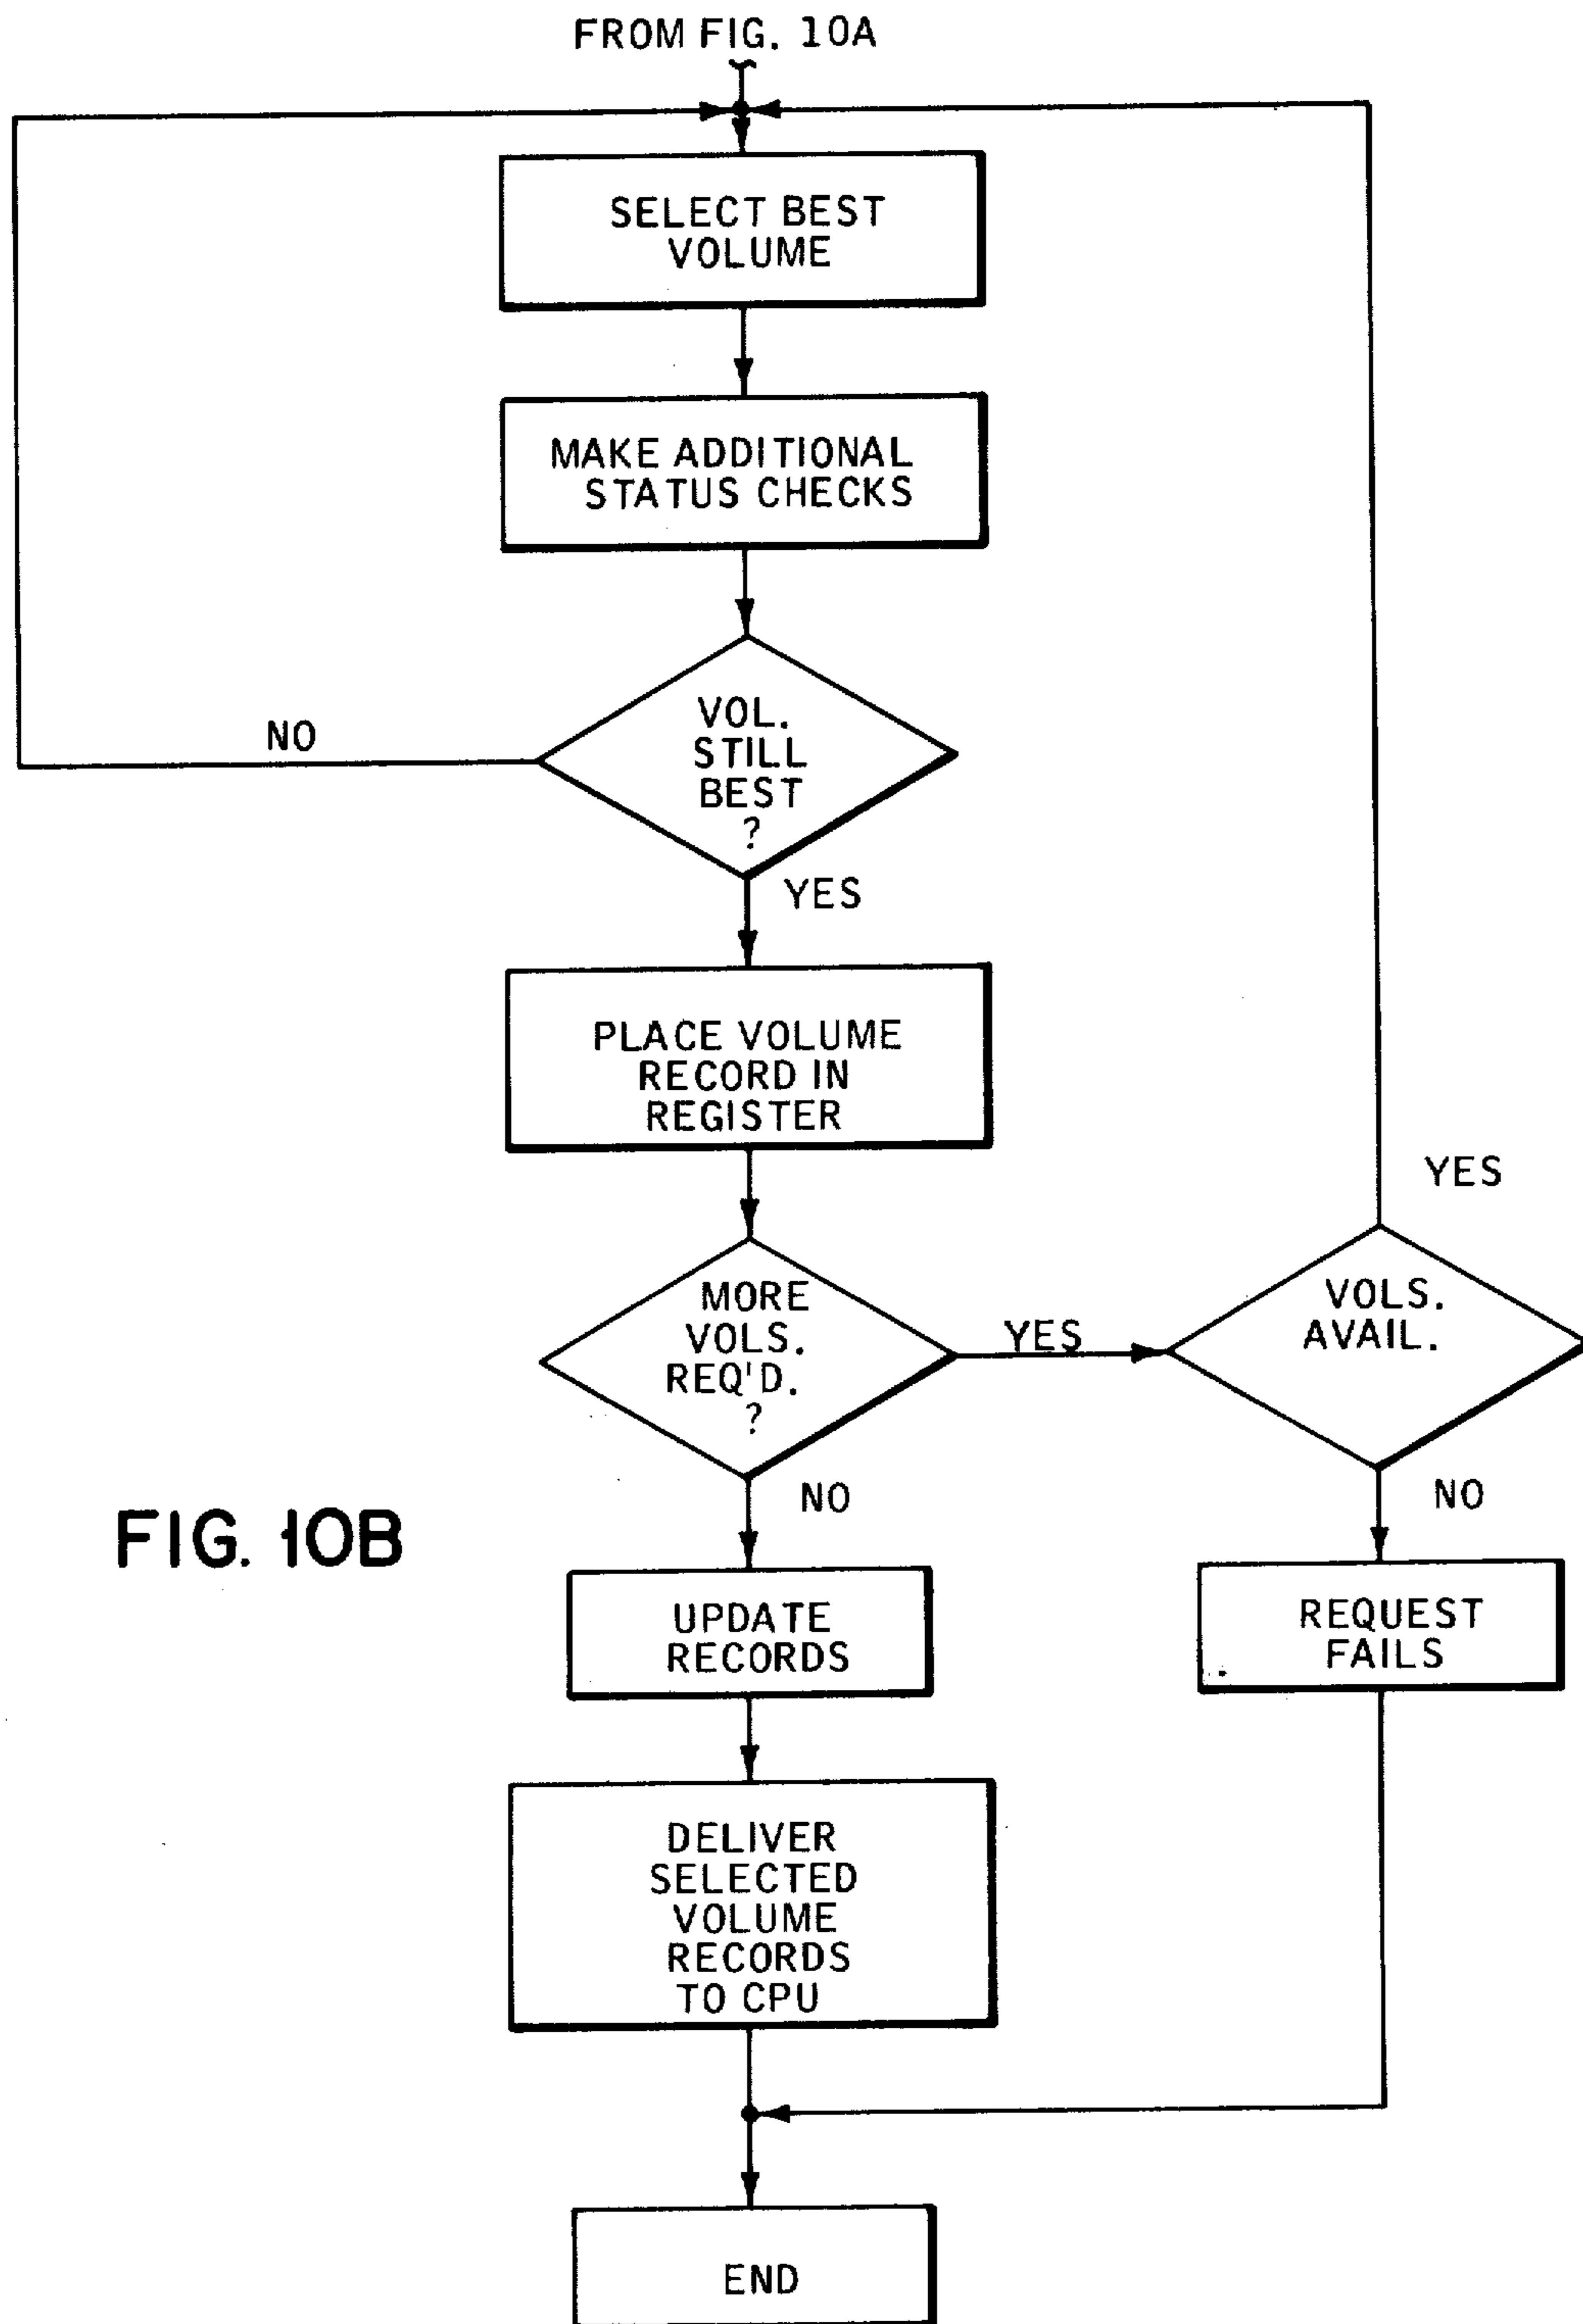 FROM FIG. 10A
SELECT BEST
VOLUME
MAKE ADDITIONAL
STATUS CHECKS
VOL.
STILL
BEST
?
NO
YES
PLACE VOLUME
RECORD IN
REGISTER
MORE
VOLS.
REQ'D.
?
YES
NO
VOLS.
AVAIL.
YES
NO
UPDATE
RECORDS
REQUEST
FAILS
DELIVER
SELECTED
VOLUME
RECORDS
TO CPU
END
FIG. 10B